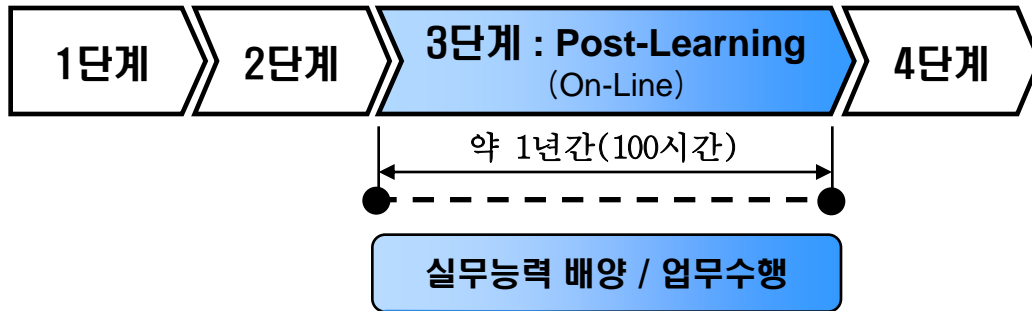 1단계
2단계
3단계 : Post-Learning
(On-Line)
4단계
약 1년간(100시간)
실무능력 배양 / 업무수행